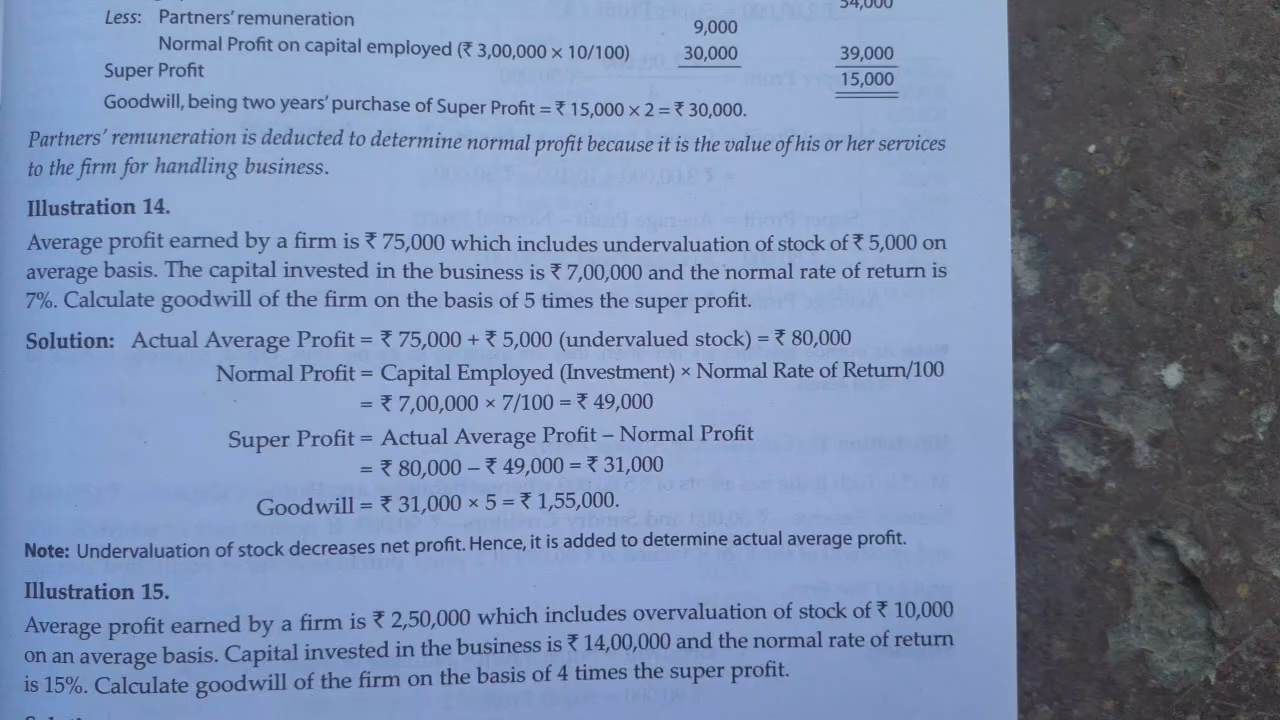 54,000
Less: Partners' remuneration 9,000
Normal Profit on capital employed (₹ 3,00,000 × 10/100) 30,000 39,000
Super Profit 15,000
Goodwill, being two years' purchase of Super Profit = ₹ 15,000 × 2 = ₹ 30,000.
Partners' remuneration is deducted to determine normal profit because it is the value of his or her services
to the firm for handling business.
Illustration 14.
Average profit earned by a firm is ₹ 75,000 which includes undervaluation of stock of ₹ 5,000 on
average basis. The capital invested in the business is ₹ 7,00,000 and the normal rate of return is
7%. Calculate goodwill of the firm on the basis of 5 times the super profit.
Solution: Actual Average Profit = ₹ 75,000 + ₹ 5,000 (undervalued stock) = ₹ 80,000
Normal Profit = Capital Employed (Investment) × Normal Rate of Return/100
= ₹ 7,00,000 × 7/100 = ₹ 49,000
Super Profit = Actual Average Profit – Normal Profit
= ₹ 80,000 – ₹ 49,000 = ₹ 31,000
Goodwill = ₹ 31,000 × 5 = ₹ 1,55,000.
Note: Undervaluation of stock decreases net profit. Hence, it is added to determine actual average profit.
Illustration 15.
Average profit earned by a firm is ₹ 2,50,000 which includes overvaluation of stock of ₹ 10,000
on an average basis. Capital invested in the business is ₹ 14,00,000 and the normal rate of return
is 15%. Calculate goodwill of the firm on the basis of 4 times the super profit.